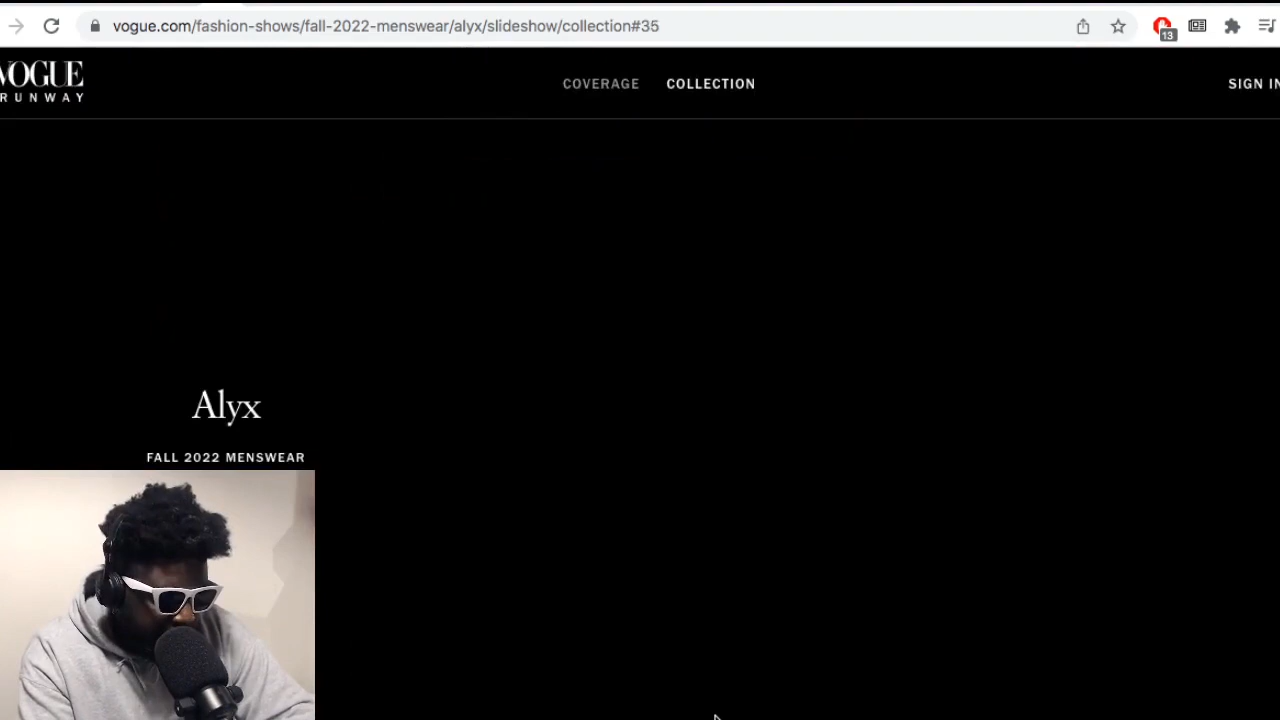 vogue.com/fashion-shows/fall-2022-menswear/alyx/slideshow/collection#35
13
VOGUE
RUNWAY
COVERAGE
COLLECTION
SIGN IN
Alyx
FALL 2022 MENSWEAR